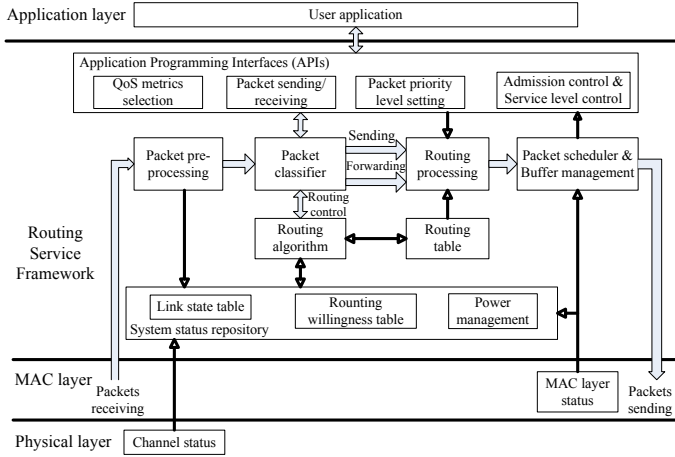 Application layer
User application
Application Programming Interfaces (APIs)
QoS metrics
selection
Packet sending/
receiving
Packet priority
level setting
Admission control &
Service level control
Sending
Packet pre-
processing
Packet
classifier
Forwarding
Routing
processing
Packet scheduler &
Buffer management
Routing
control
Routing
Service
Framework
Routing
algorithm
Routing
table
Link state table
Rounting
willingness table
Power
management
System status repository
MAC layer
Packets
receiving
MAC layer
status
Packets
sending
Physical layer
Channel status